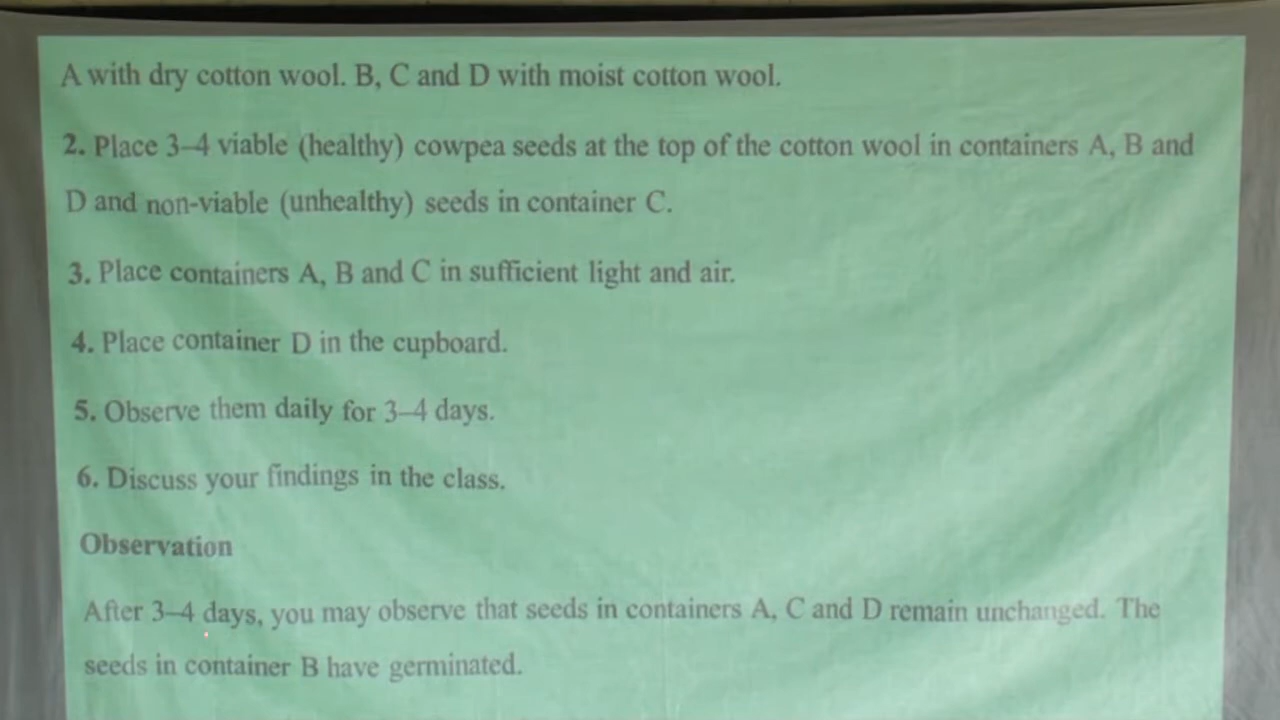 A with dry cotton wool. B, C and D with moist cotton wool.
2. Place 3–4 viable (healthy) cowpea seeds at the top of the cotton wool in containers A, B and
D and non-viable (unhealthy) seeds in container C.
3. Place containers A, B and C in sufficient light and air.
4. Place container D in the cupboard.
5. Observe them daily for 3–4 days.
6. Discuss your findings in the class.
Observation
After 3–4 days, you may observe that seeds in containers A, C and D remain unchanged. The
seeds in container B have germinated.